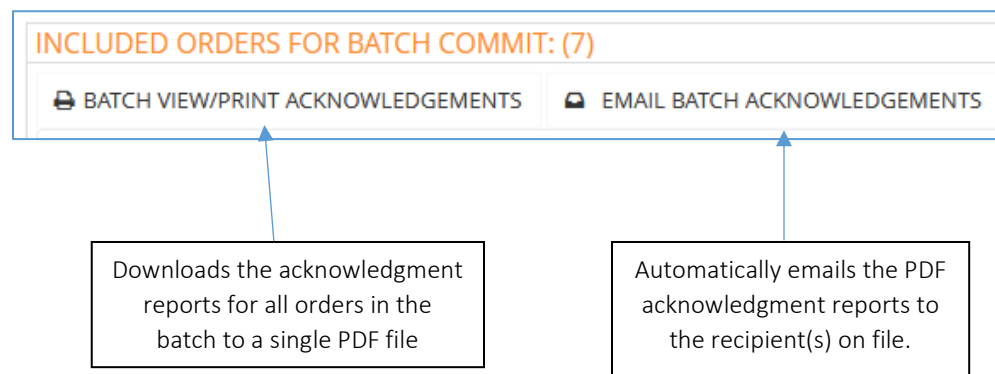 INCLUDED ORDERS FOR BATCH COMMIT: (7)
BATCH VIEW/PRINT ACKNOWLEDGEMENTS EMAIL BATCH ACKNOWLEDGEMENTS
Downloads the acknowledgment
reports for all orders in the
batch to a single PDF file
Automatically emails the PDF
acknowledgment reports to
the recipient(s) on file.